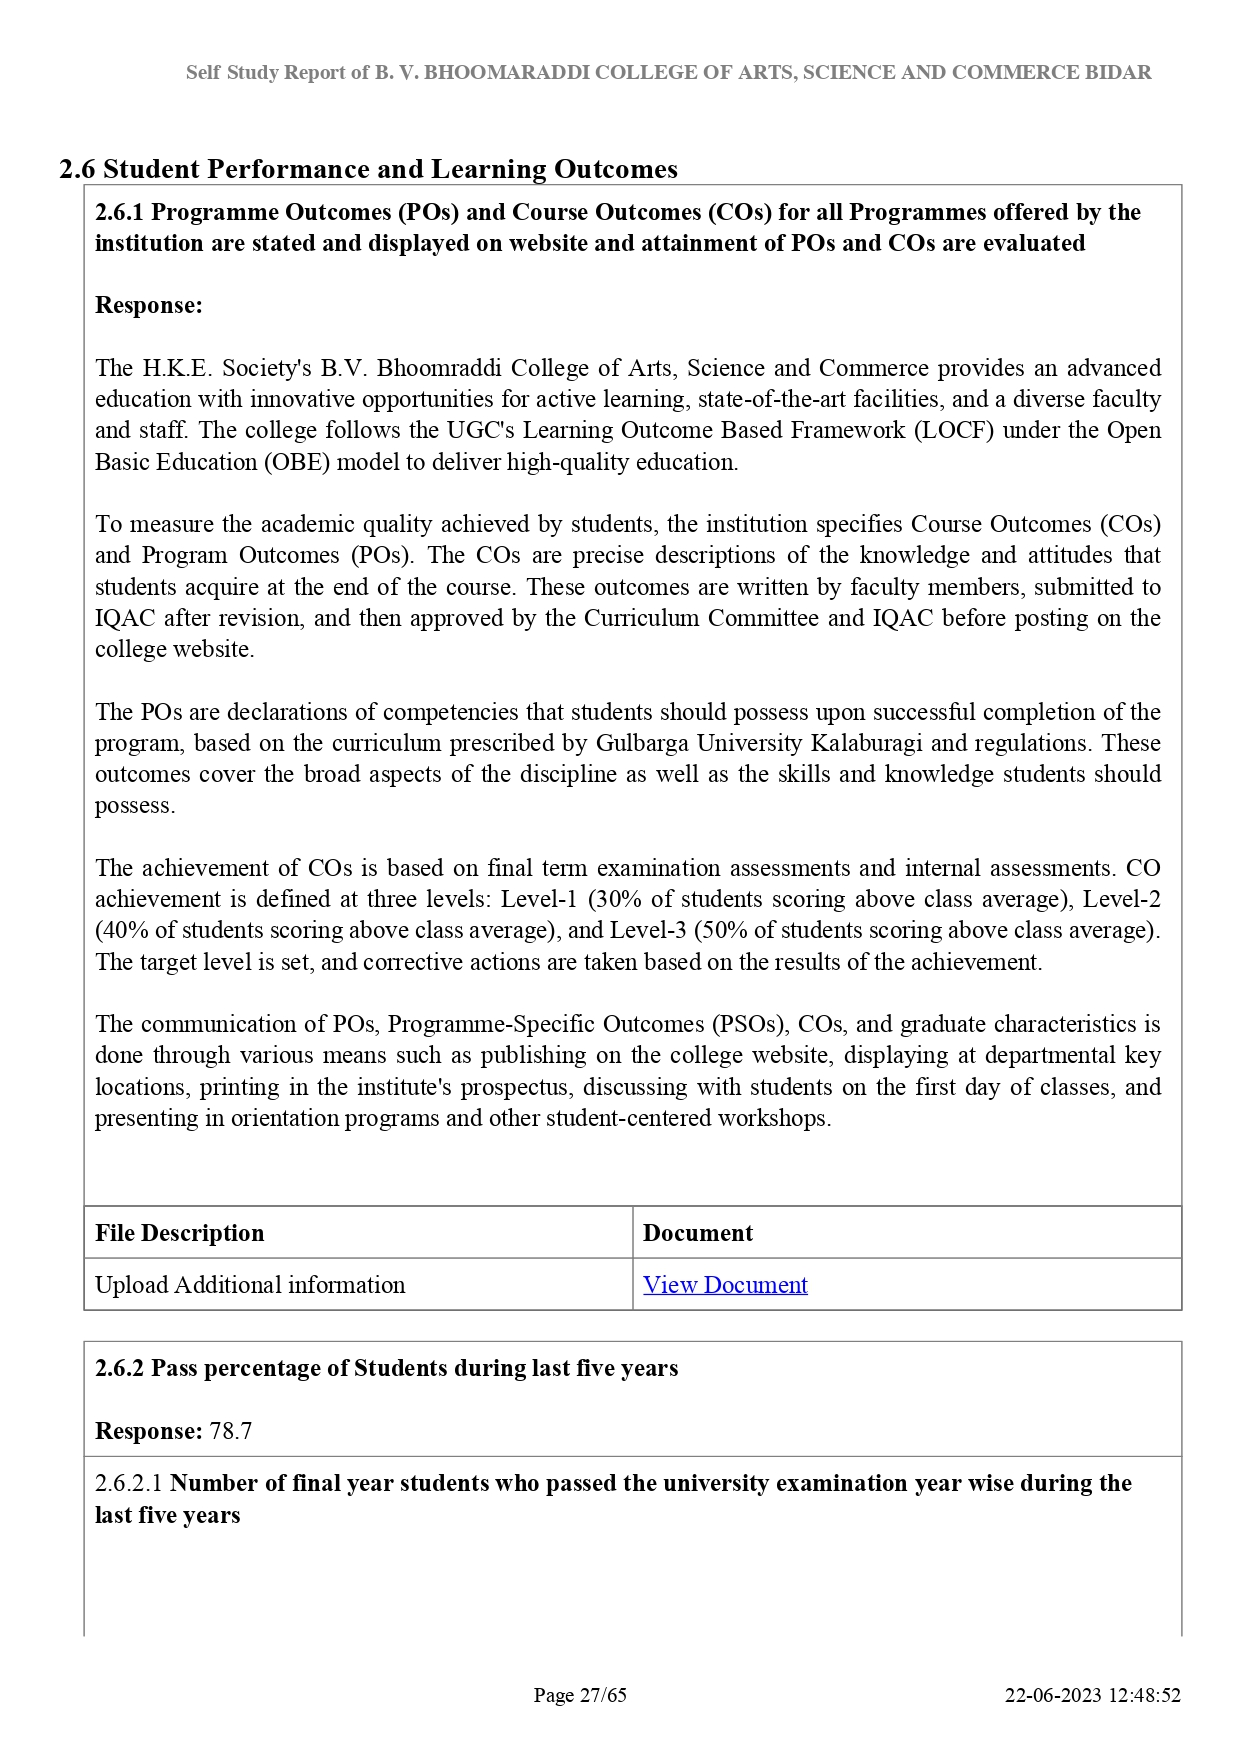 Self Study Report of B. V. BHOOMARADDI COLLEGE OF ARTS, SCIENCE AND COMMERCE BIDAR
2.6 Student Performance and Learning Outcomes
2.6.1 Programme Outcomes (POs) and Course Outcomes (COs) for all Programmes offered by the
institution are stated and displayed on website and attainment of POs and COs are evaluated
Response:
The H.K.E. Society's B.V. Bhoomraddi College of Arts, Science and Commerce provides an advanced
education with innovative opportunities for active learning, state-of-the-art facilities, and a diverse faculty
and staff. The college follows the UGC's Learning Outcome Based Framework (LOCF) under the Open
Basic Education (OBE) model to deliver high-quality education.
To measure the academic quality achieved by students, the institution specifies Course Outcomes (COs)
and Program Outcomes (POs). The COs are precise descriptions of the knowledge and attitudes that
students acquire at the end of the course. These outcomes are written by faculty members, submitted to
IQAC after revision, and then approved by the Curriculum Committee and IQAC before posting on the
college website.
The POs are declarations of competencies that students should possess upon successful completion of the
program, based on the curriculum prescribed by Gulbarga University Kalaburagi and regulations. These
outcomes cover the broad aspects of the discipline as well as the skills and knowledge students should
possess.
The achievement of COs is based on final term examination assessments and internal assessments. CO
achievement is defined at three levels: Level-1 (30% of students scoring above class average), Level-2
(40% of students scoring above class average), and Level-3 (50% of students scoring above class average).
The target level is set, and corrective actions are taken based on the results of the achievement.
The communication of POs, Programme-Specific Outcomes (PSOs), COs, and graduate characteristics is
done through various means such as publishing on the college website, displaying at departmental key
locations, printing in the institute's prospectus, discussing with students on the first day of classes, and
presenting in orientation programs and other student-centered workshops.
File Description Document
Upload Additional information View Document
2.6.2 Pass percentage of Students during last five years
Response: 78.7
2.6.2.1 Number of final year students who passed the university examination year wise during the
last five years
Page 27/65 22-06-2023 12:48:52